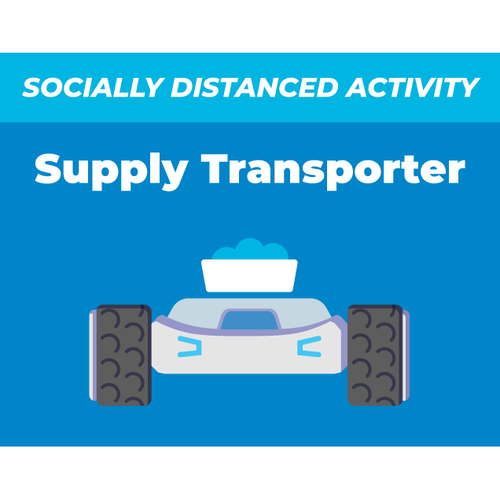 SOCIALLY DISTANCED ACTIVITY
Supply Transporter